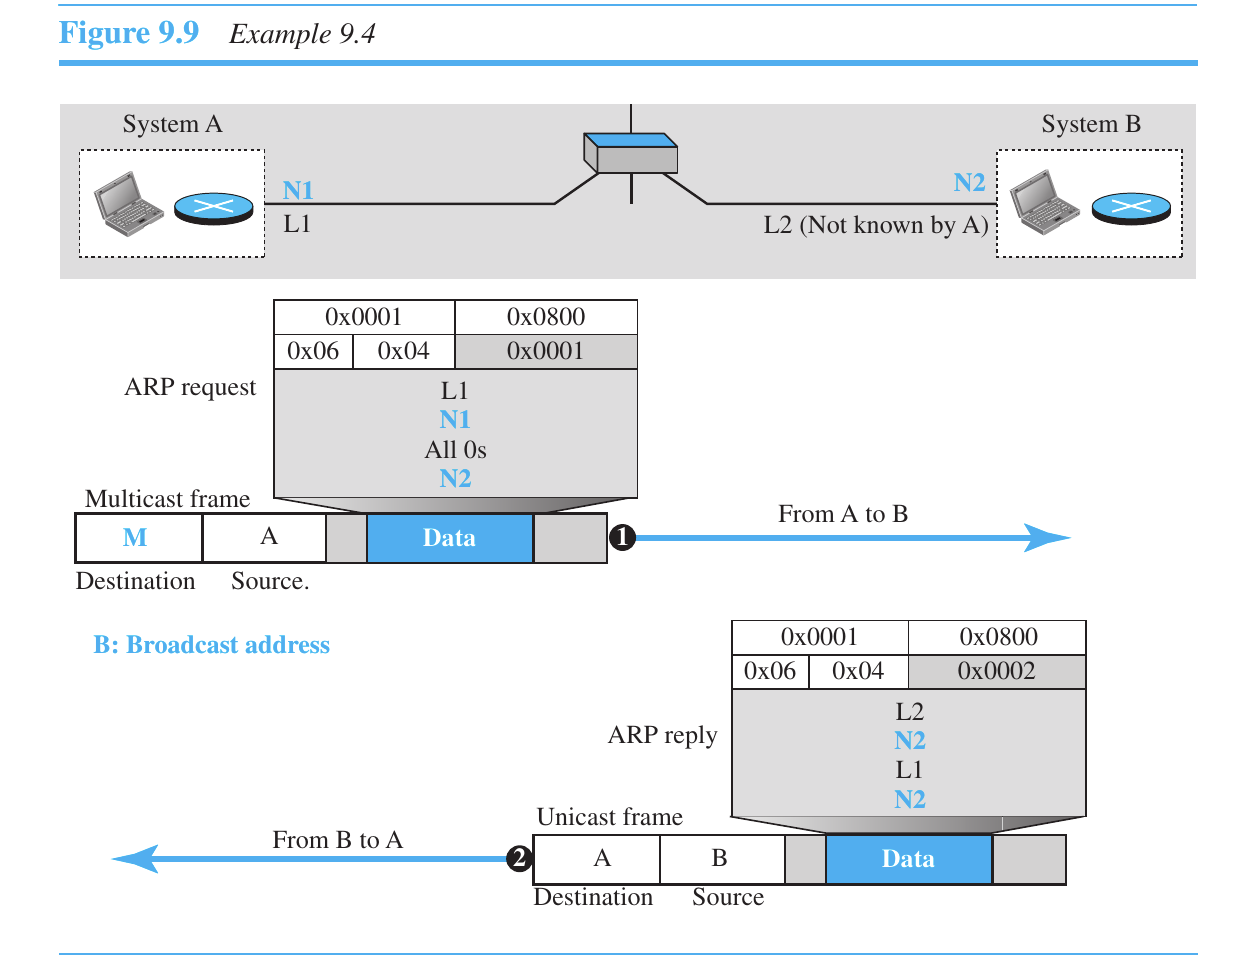 Figure 9.9 Example 9.4
System A
System B
N1
N2
L1
L2 (Not known by A)
0x0001 0x0800
0x06 0x04 0x0001
ARP request
L1
N1
All 0s
N2
Multicast frame
M A Data 1
From A to B
Destination Source.
B: Broadcast address
0x0001 0x0800
0x06 0x04 0x0002
L2
ARP reply
N2
L1
N2
Unicast frame
From B to A
2 A B Data
Destination Source